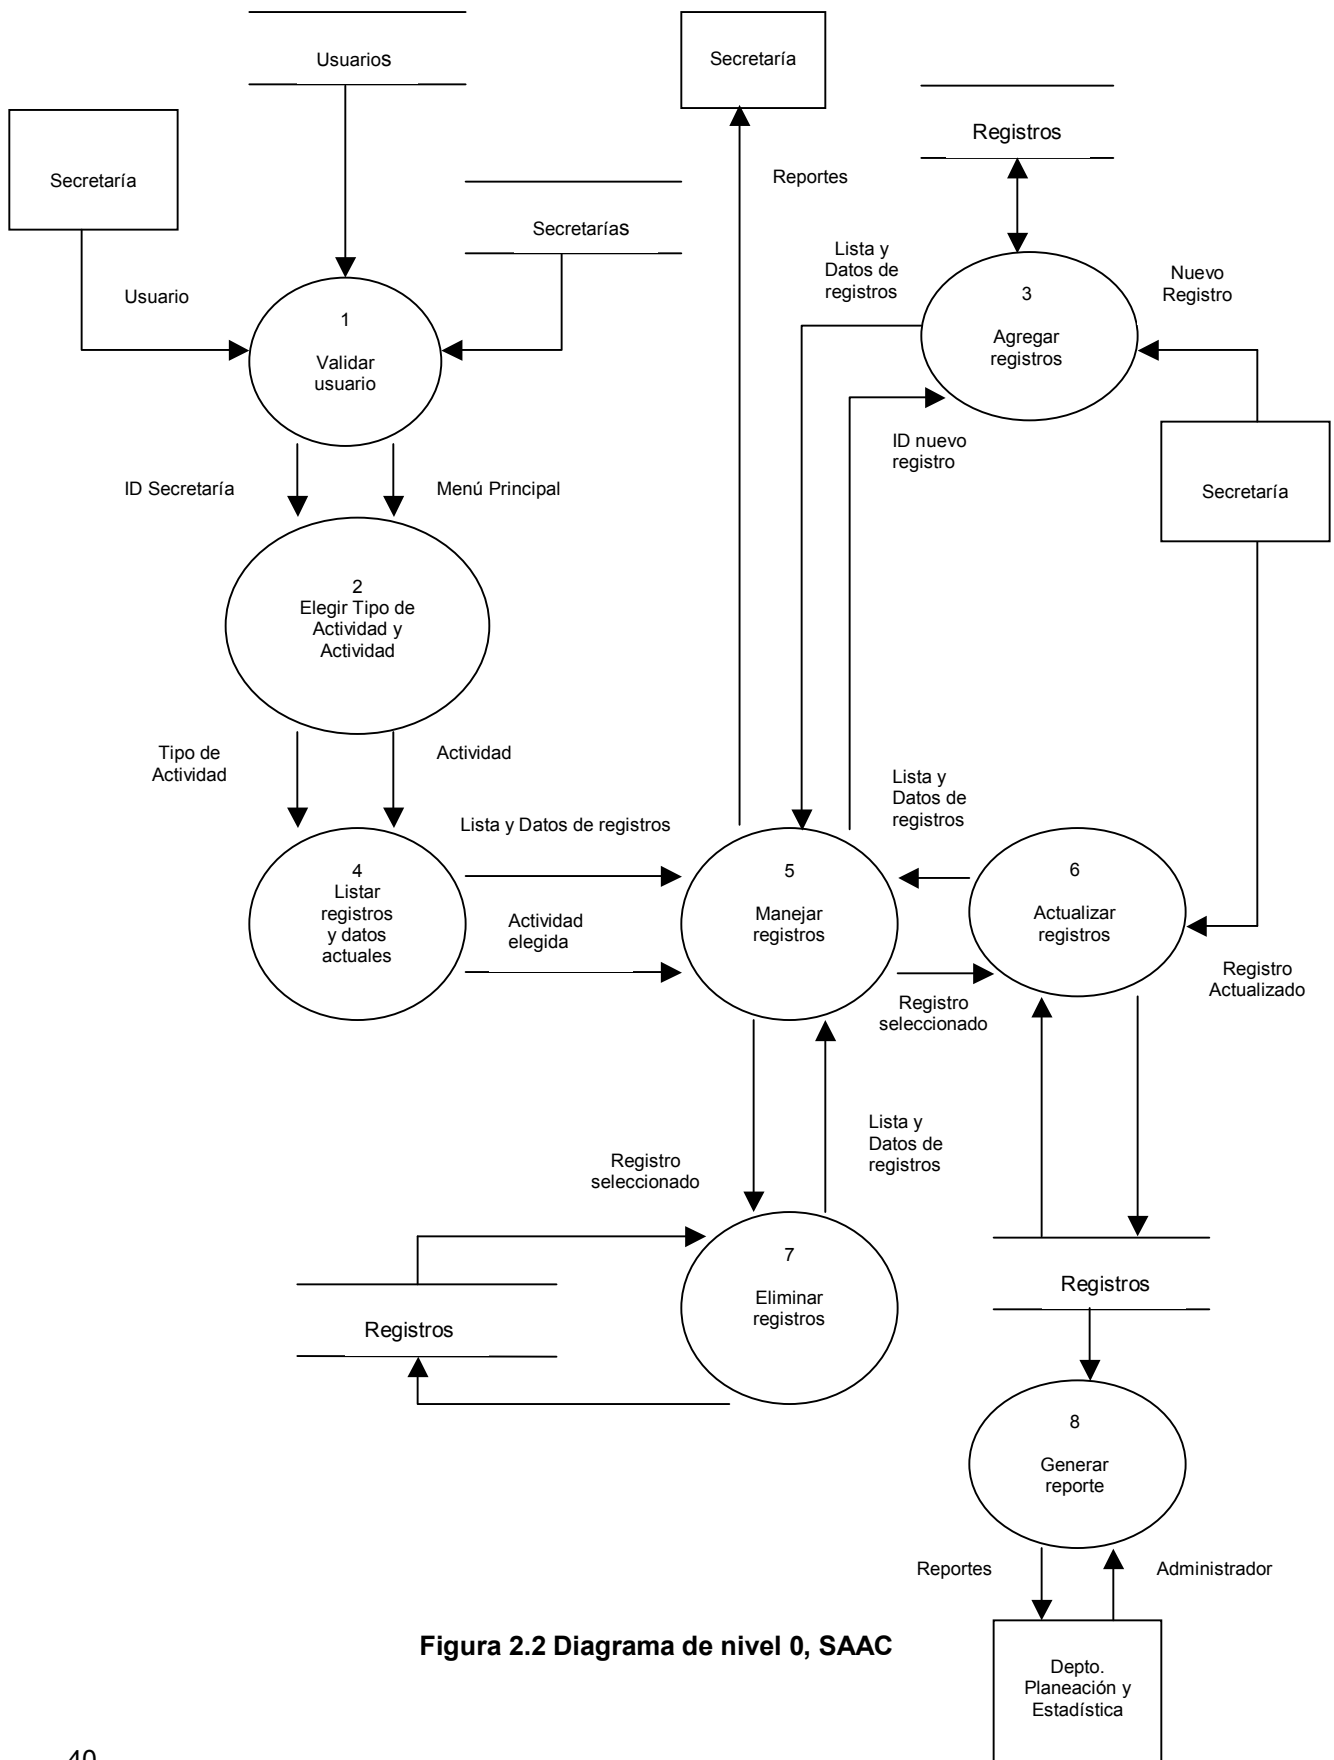 Usuarios
Secretaría
Registros
Secretaría
Reportes
Secretarías
Lista y
Datos de
registros
Nuevo
Registro
Usuario
3
Agregar
registros
1
Validar
usuario
ID nuevo
registro
ID Secretaría
Menú Principal
Secretaría
2
Elegir Tipo de
Actividad y
Actividad
Tipo de
Actividad
Actividad
Lista y
Datos de
registros
Lista y Datos de registros
4
Listar
registros
y datos
actuales
5
Manejar
registros
6
Actualizar
registros
Actividad
elegida
Registro
Actualizado
Registro
seleccionado
Lista y
Datos de
registros
Registro
seleccionado
7
Eliminar
registros
Registros
Registros
8
Generar
reporte
Reportes
Administrador
Figura 2.2 Diagrama de nivel 0, SAAC
Depto.
Planeación y
Estadística
40